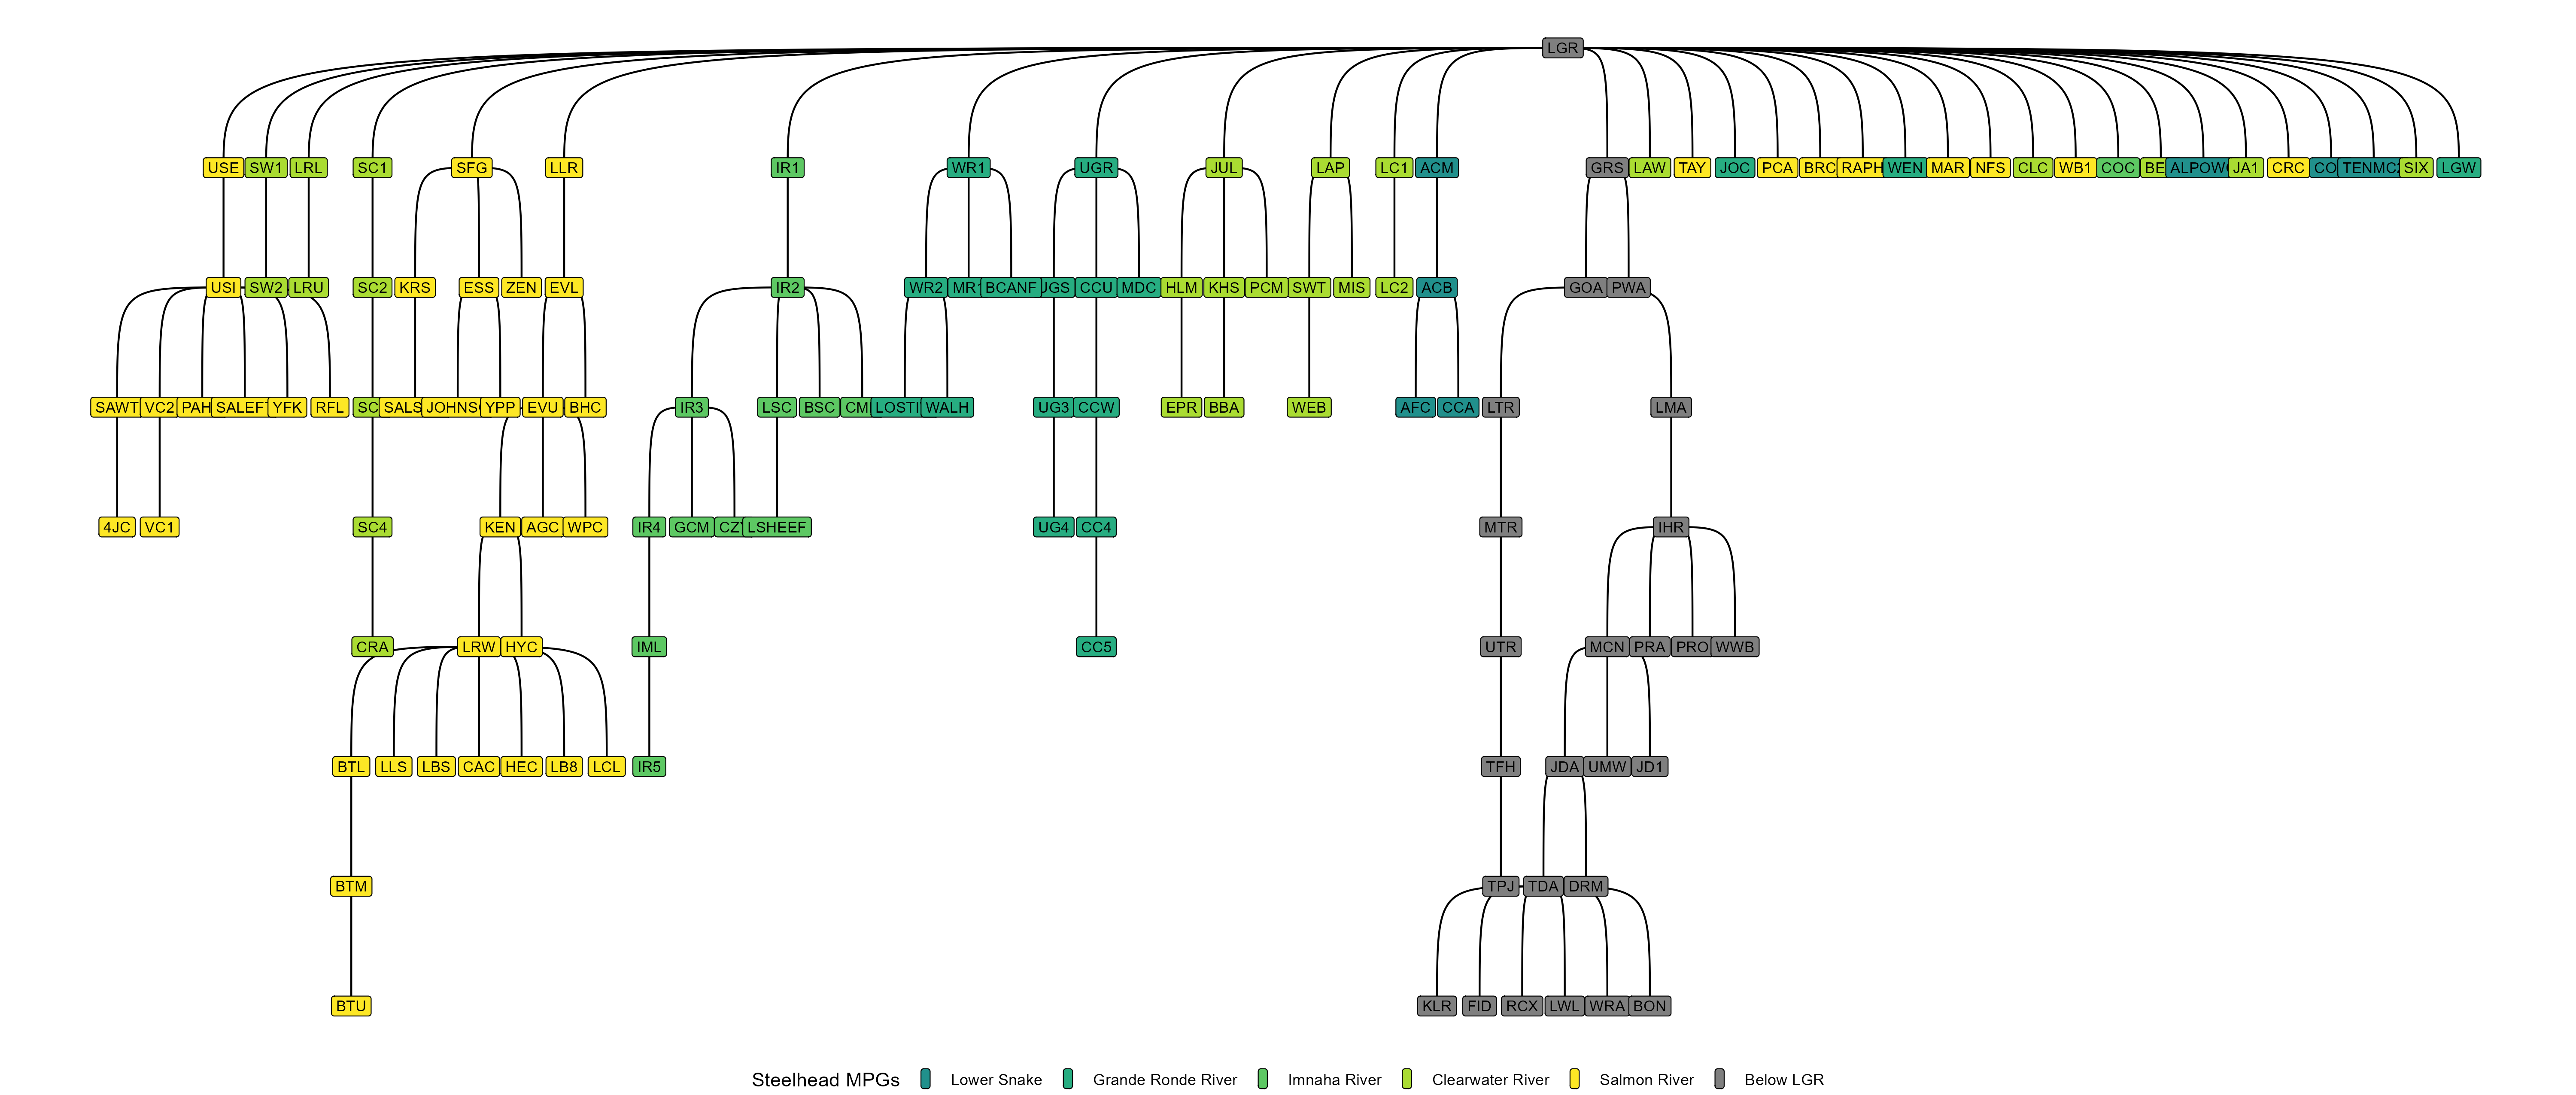 LGR
USE SW1 LRL SC1 SFG LLR IR1 WR1 UGR JUL LAP LC1 ACM GRS LAW TAY JOC PCA BRC RAPH WEN MAR NFS CLC WB1 COC BE ALPOW JA1 CRC CO TENMC2 SIX LGW
USI SW2 LRU SC2 KRS ESS ZEN EVL IR2 WR2 MR1 BCANF UGS CCU MDC HLM KHS PCM SWT MIS LC2 ACB GOA PWA
SAWT VC2 PAH SALEF YFK RFL SC SALS JOHNS YPP EVU BHC IR3 LSC BSC CM LOSTI WALH UG3 CCW EPR BBA WEB AFC CCA LTR LMA
4JC VC1 SC4 KEN AGC WPC IR4 GCM CZ LSHEEF UG4 CC4 MTR IHR
CRA LRW HYC IML CC5 UTR MCN PRA PRO WWB
BTL LLS LBS CAC HEC LB8 LCL IR5 TFH JDA UMW JD1
BTM TPJ TDA DRM
BTU KLR FID RCX LWL WRA BON
Steelhead MPGs Lower Snake Grande Ronde River Imnaha River Clearwater River Salmon River Below LGR